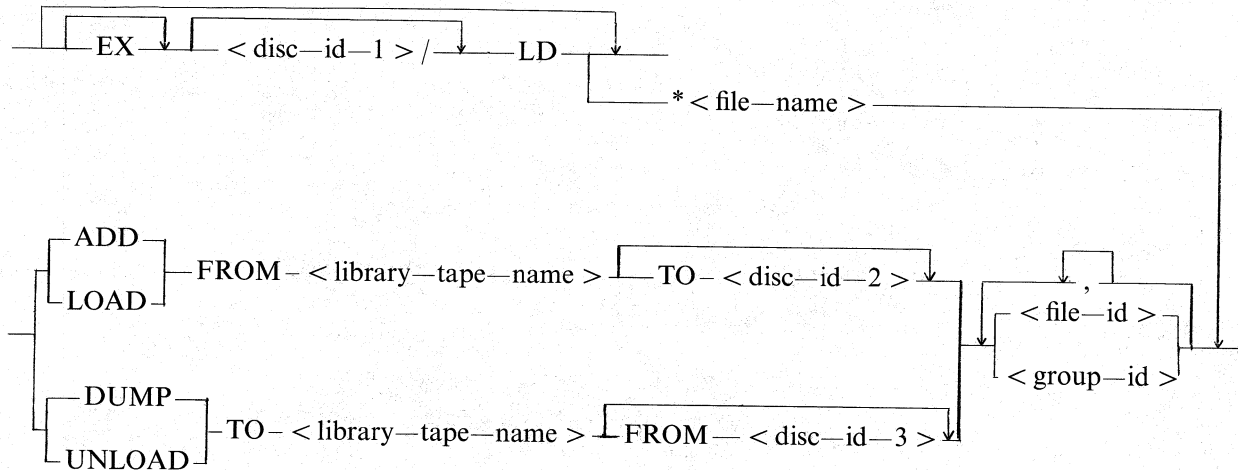 EX <disc—id—1>/ LD
*<file—name>
ADD
LOAD
FROM <library—tape—name> TO <disc—id—2>
,
<file—id>
<group—id>
DUMP
UNLOAD
TO <library—tape—name> FROM <disc—id—3>